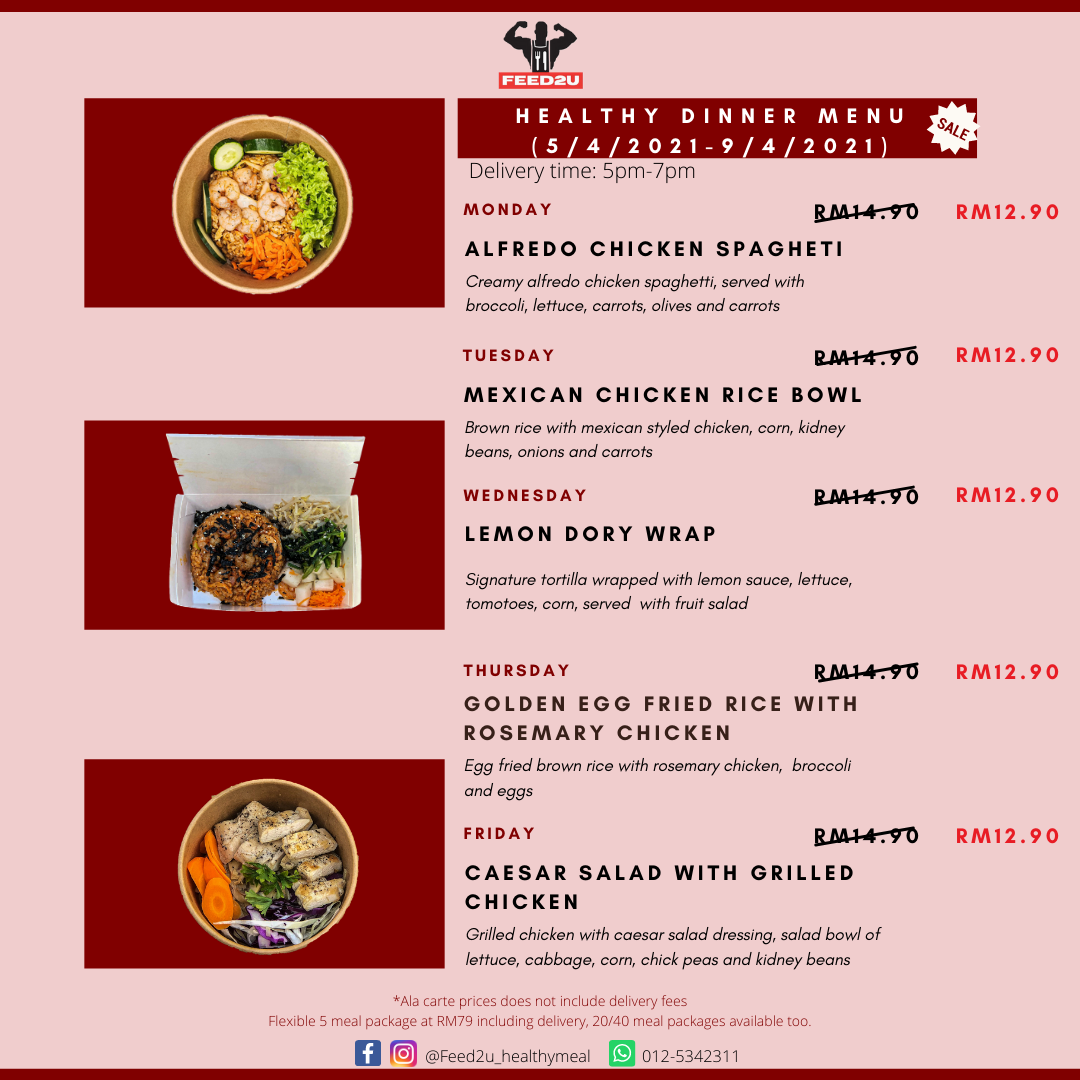 FEED2U
HEALTHY DINNER MENU
(5/4/2021-9/4/2021)
SALE
Delivery time: 5pm-7pm
MONDAY RM14.90 RM12.90
ALFREDO CHICKEN SPAGHETI
Creamy alfredo chicken spaghetti, served with
broccoli, lettuce, carrots, olives and carrots
TUESDAY RM14.90 RM12.90
MEXICAN CHICKEN RICE BOWL
Brown rice with mexican styled chicken, corn, kidney
beans, onions and carrots
WEDNESDAY RM14.90 RM12.90
LEMON DORY WRAP
Signature tortilla wrapped with lemon sauce, lettuce,
tomotoes, corn, served  with fruit salad
THURSDAY RM14.90 RM12.90
GOLDEN EGG FRIED RICE WITH
ROSEMARY CHICKEN
Egg fried brown rice with rosemary chicken,  broccoli
and eggs
FRIDAY RM14.90 RM12.90
CAESAR SALAD WITH GRILLED
CHICKEN
Grilled chicken with caesar salad dressing, salad bowl of
lettuce, cabbage, corn, chick peas and kidney beans
*Ala carte prices does not include delivery fees
Flexible 5 meal package at RM79 including delivery, 20/40 meal packages available too.
@Feed2u_healthymeal 012-5342311